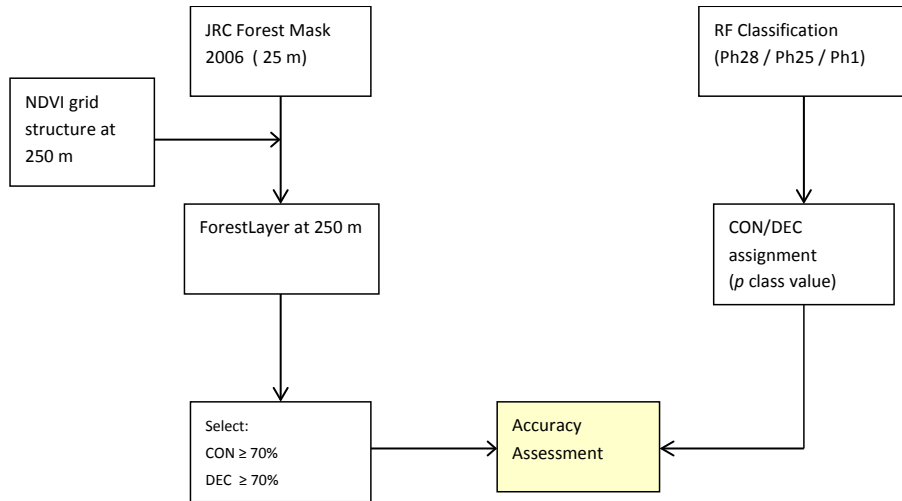 JRC Forest Mask
2006  ( 25 m)
RF Classification
(Ph28 / Ph25 / Ph1)
NDVI grid
structure at
250 m
ForestLayer at 250 m
CON/DEC
assignment
(p class value)
Select:
CON ≥ 70%
DEC  ≥ 70%
Accuracy
Assessment